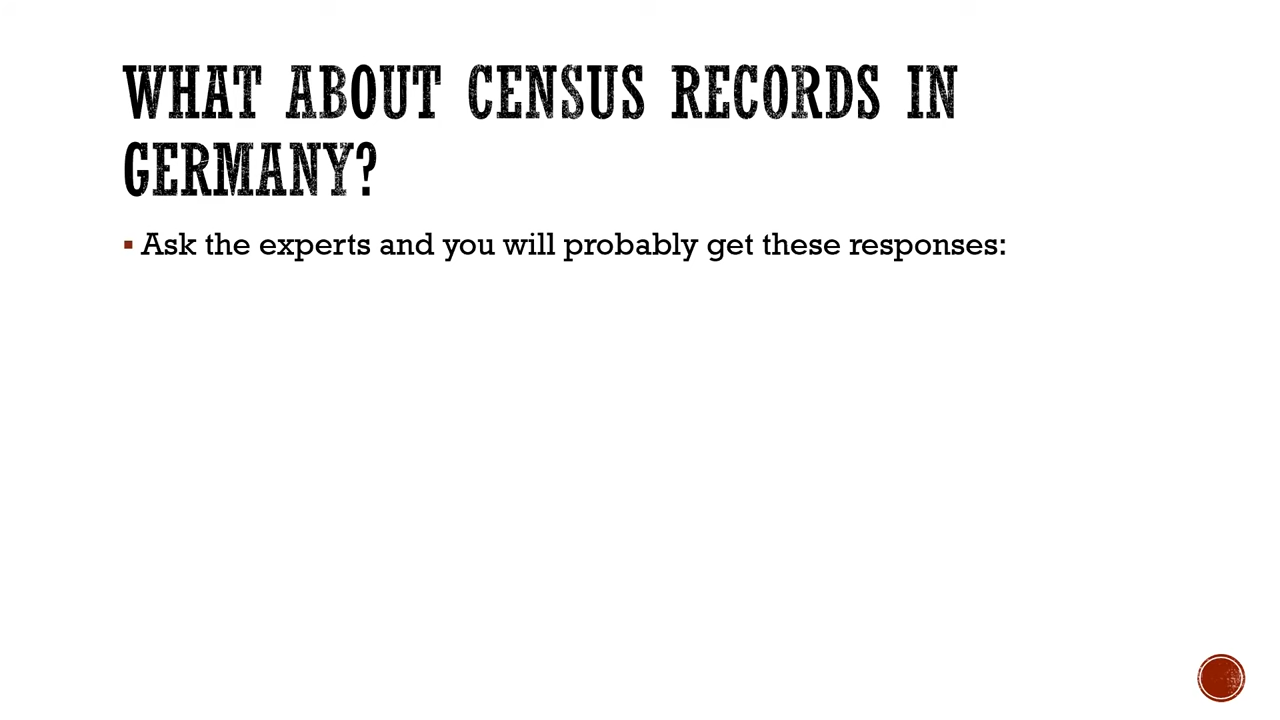 WHAT ABOUT CENSUS RECORDS IN
GERMANY?
▪ Ask the experts and you will probably get these responses: